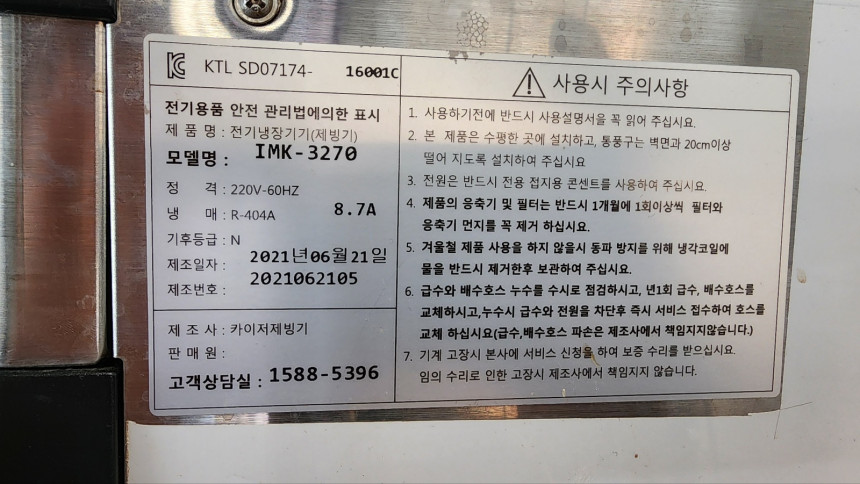 KTL SD07174- 16001C
전기용품 안전 관리법에의한 표시
제 품 명 : 전기냉장기기(제빙기)
모델명 : IMK-3270
정 격 : 220V-60HZ
냉 매 : R-404A 8.7A
기후등급 : N
제조일자 : 2021년06월21일
제조번호 : 2021062105
제 조 사 : 카이저제빙기
판 매 원 :
고객상담실 : 1588-5396
사용시 주의사항
1. 사용하기전에 반드시 사용설명서을 꼭 읽어 주십시요.
2. 본 제품은 수평한 곳에 설치하고, 통풍구는 벽면과 20cm이상
떨어 지도록 설치하여 주십시요
3. 전원은 반드시 전용 접지용 콘센트를 사용하여 주십시요.
4. 제품의 응축기 및 필터는 반드시 1개월에 1회이상씩 필터와
응축기 먼지를 꼭 제거 하십시요.
5. 겨울철 제품 사용을 하지 않을시 동파 방지를 위해 냉각코일에
물을 반드시 제거한후 보관하여 주십시요.
6. 급수와 배수호스 누수를 수시로 점검하시고, 년1회 급수, 배수호스를
교체하시고,누수시 급수와 전원을 차단후 즉시 서비스 접수하여 호스를
교체 하십시요(급수,배수호스 파손은 제조사에서 책임지지않습니다.)
7. 기계 고장시 본사에 서비스 신청을 하여 보증 수리를 받으십시요.
임의 수리로 인한 고장시 제조사에서 책임지지 않습니다.